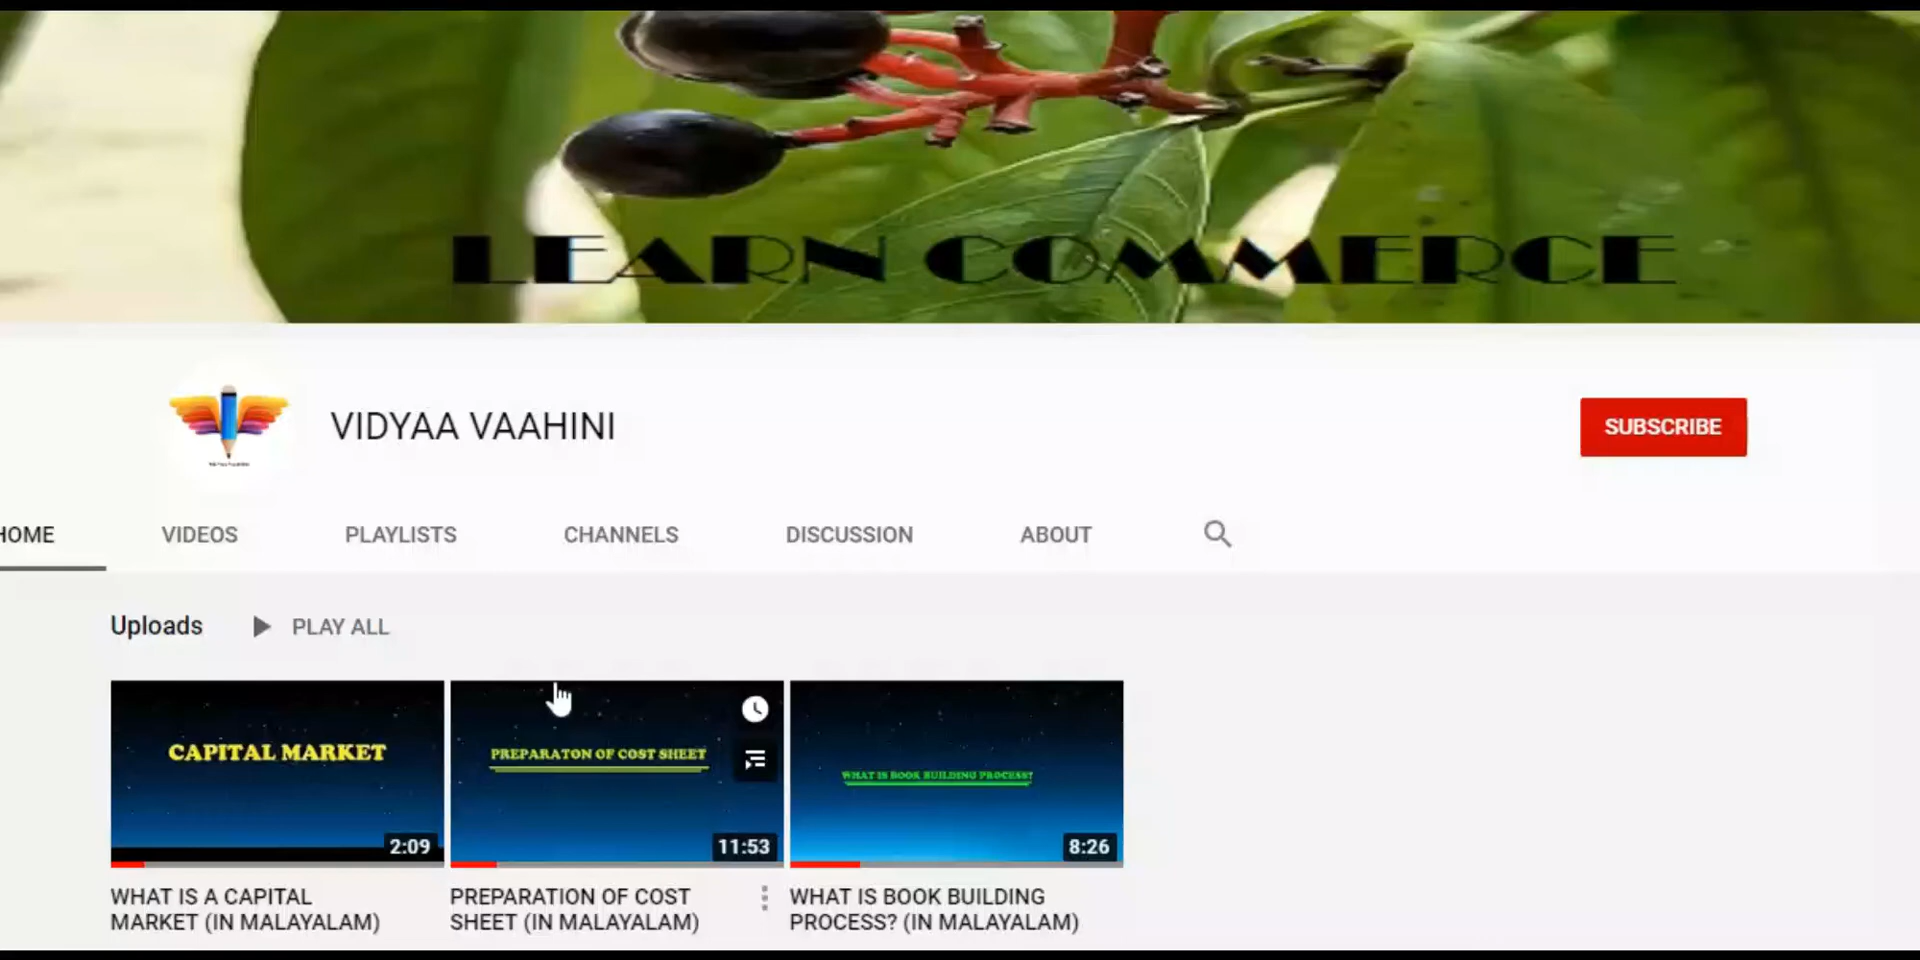 LEARN COMMERCE
VIDYAA VAAHINI
SUBSCRIBE
HOME VIDEOS PLAYLISTS CHANNELS DISCUSSION ABOUT
Uploads PLAY ALL
CAPITAL MARKET
2:09
PREPARATON OF COST SHEET
11:53
WHAT IS BOOK BUILDING PROCESS?
8:26
WHAT IS A CAPITAL
MARKET (IN MALAYALAM)
PREPARATION OF COST
SHEET (IN MALAYALAM)
WHAT IS BOOK BUILDING
PROCESS? (IN MALAYALAM)